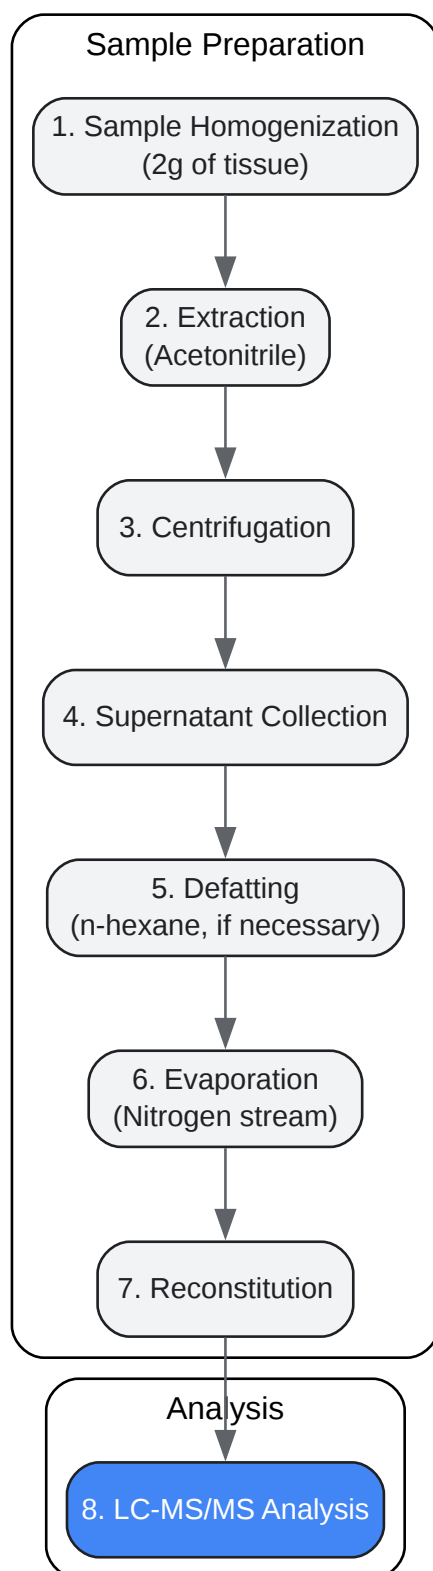 Sample Preparation
1. Sample Homogenization
(2g of tissue)
2. Extraction
(Acetonitrile)
3. Centrifugation
4. Supernatant Collection
5. Defatting
(n-hexane, if necessary)
6. Evaporation
(Nitrogen stream)
7. Reconstitution
Analysis
8. LC-MS/MS Analysis